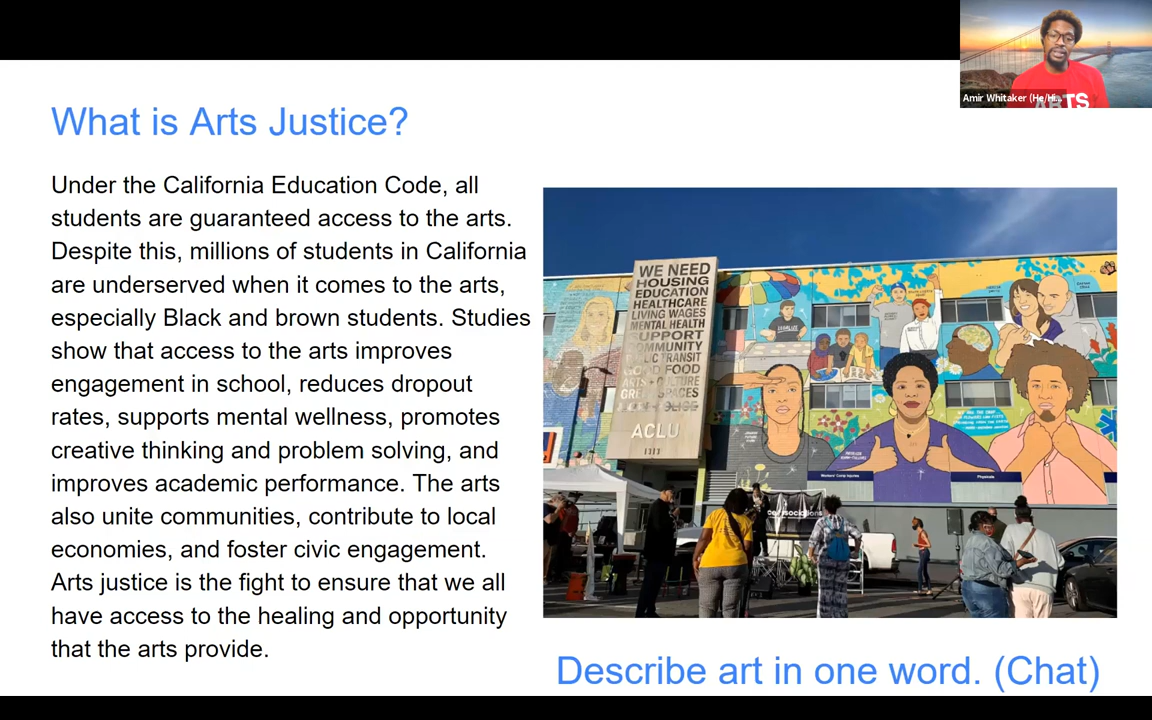 Amir Whitaker (He/Hi...
ARTS
What is Arts Justice?
Under the California Education Code, all
students are guaranteed access to the arts.
Despite this, millions of students in California
are underserved when it comes to the arts,
especially Black and brown students. Studies
show that access to the arts improves
engagement in school, reduces dropout
rates, supports mental wellness, promotes
creative thinking and problem solving, and
improves academic performance. The arts
also unite communities, contribute to local
economies, and foster civic engagement.
Arts justice is the fight to ensure that we all
have access to the healing and opportunity
that the arts provide.
WE NEED
HOUSING
EDUCATION
HEALTHCARE
LIVING WAGES
MENTAL HEALTH
SUPPORT
COMMUNITY
PUBLIC TRANSIT
GOOD FOOD
ARTS + CULTURE
GREEN SPACES
ACLU
Describe art in one word. (Chat)